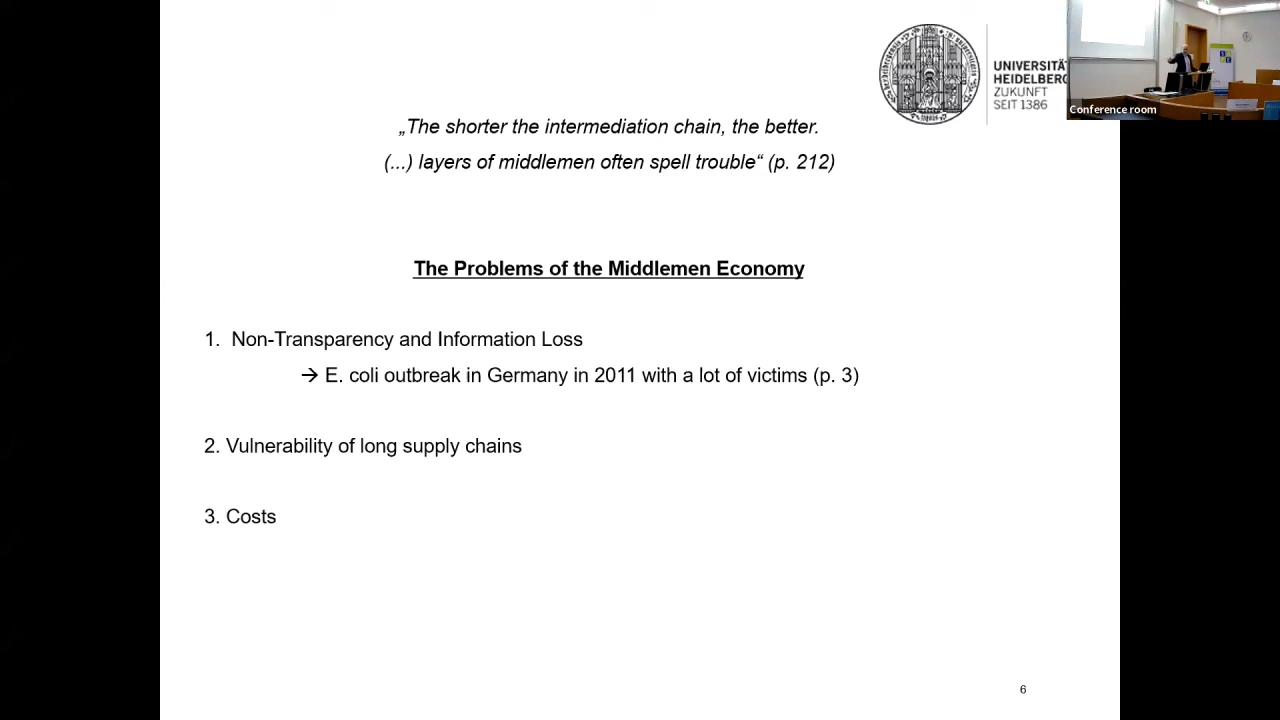 UNIVERSITÄT
HEIDELBERG
ZUKUNFT
SEIT 1386
Conference room
„The shorter the intermediation chain, the better.
(...) layers of middlemen often spell trouble“ (p. 212)
The Problems of the Middlemen Economy
1. Non-Transparency and Information Loss
→ E. coli outbreak in Germany in 2011 with a lot of victims (p. 3)
2. Vulnerability of long supply chains
3. Costs
6